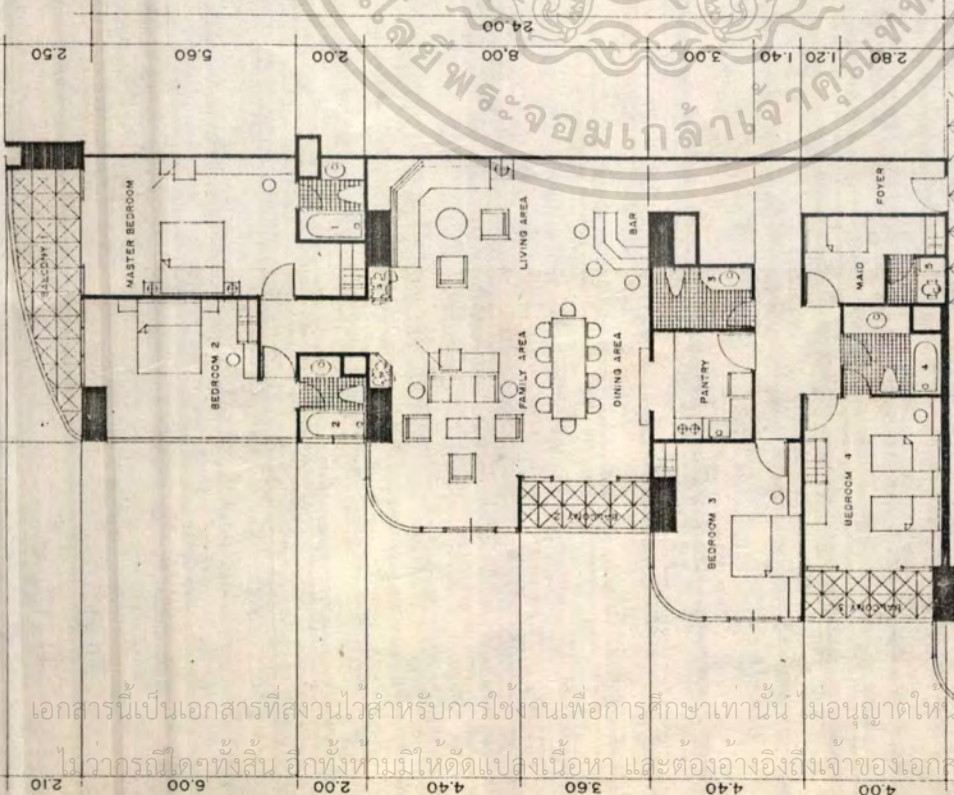 พระจอมเกล้าเจ้าคุณทห
24.00
2.50
5.60
2.00
8,00
3.00
1.40
1.20
2.80
BALCONY
MASTER BEDROOM
BEDROOM 2
1
2
LIVING AREA
BAR
FAMILY AREA
DINING AREA
BALCONY 2
3
PANTRY
BEDROOM 3
FOYER
MAID
5
4
BEDROOM 4
เอกสารนี้เป็นเอกสารที่สงวนไว้สำหรับการใช้งานเพื่อการศึกษาเท่านั้น ไม่อนุญาตให้
ไม่ว่ากรณีใดๆทั้งสิ้น อีกทั้งห้ามมิให้ดัดแปลงเนื้อหา และต้องอ้างอิงถึงเจ้าของเอกส
2.10
6.00
2.00
4.40
3.60
4.40
4.00